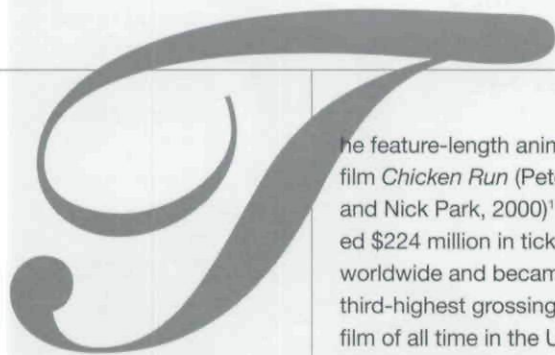 The feature-length anim
film Chicken Run (Pet
and Nick Park, 2000)¹
ed $224 million in tick
worldwide and becam
third-highest grossing
film of all time in the U